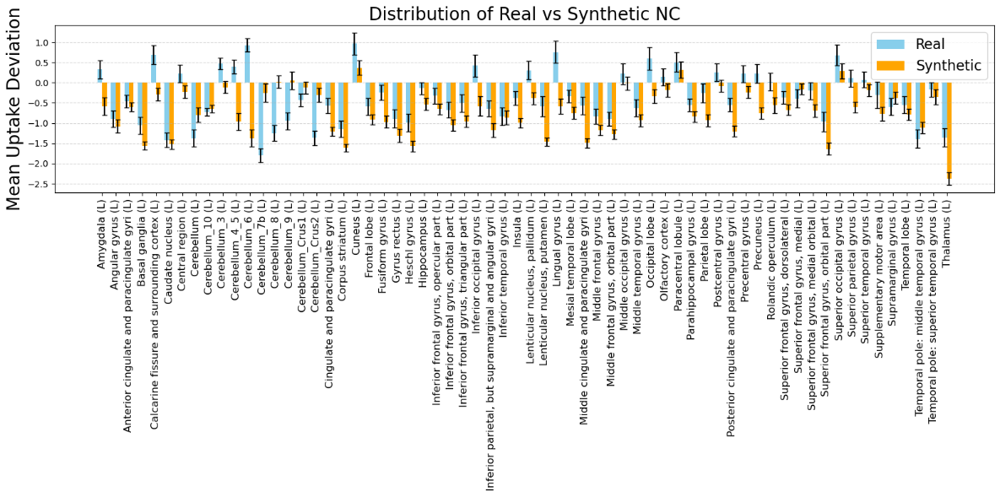 Distribution of Real vs Synthetic NC
Mean Uptake Deviation
1.0
0.5
0.0
−0.5
−1.0
−1.5
−2.0
−2.5
Real
Synthetic
Amygdala (L)
Angular gyrus (L)
Anterior cingulate and paracingulate gyri (L)
Basal ganglia (L)
Calcarine fissure and surrounding cortex (L)
Caudate nucleus (L)
Central region (L)
Cerebellum (L)
Cerebellum_10 (L)
Cerebellum_3 (L)
Cerebellum_4_5 (L)
Cerebellum_6 (L)
Cerebellum_7b (L)
Cerebellum_8 (L)
Cerebellum_9 (L)
Cerebellum_Crus1 (L)
Cerebellum_Crus2 (L)
Cingulate and paracingulate gyri (L)
Corpus striatum (L)
Cuneus (L)
Frontal lobe (L)
Fusiform gyrus (L)
Gyrus rectus (L)
Heschl gyrus (L)
Hippocampus (L)
Inferior frontal gyrus, opercular part (L)
Inferior frontal gyrus, orbital part (L)
Inferior frontal gyrus, triangular part (L)
Inferior occipital gyrus (L)
Inferior parietal, but supramarginal and angular gyri (L)
Inferior temporal gyrus (L)
Insula (L)
Lenticular nucleus, pallidum (L)
Lenticular nucleus, putamen (L)
Lingual gyrus (L)
Mesial temporal lobe (L)
Middle cingulate and paracingulate gyri (L)
Middle frontal gyrus (L)
Middle frontal gyrus, orbital part (L)
Middle occipital gyrus (L)
Middle temporal gyrus (L)
Occipital lobe (L)
Olfactory cortex (L)
Paracentral lobule (L)
Parahippocampal gyrus (L)
Parietal lobe (L)
Postcentral gyrus (L)
Posterior cingulate and paracingulate gyri (L)
Precentral gyrus (L)
Precuneus (L)
Rolandic operculum (L)
Superior frontal gyrus, dorsolateral (L)
Superior frontal gyrus, medial (L)
Superior frontal gyrus, medial orbital (L)
Superior frontal gyrus, orbital part (L)
Superior occipital gyrus (L)
Superior parietal gyrus (L)
Superior temporal gyrus (L)
Supplementary motor area (L)
Supramarginal gyrus (L)
Temporal lobe (L)
Temporal pole: middle temporal gyrus (L)
Temporal pole: superior temporal gyrus (L)
Thalamus (L)